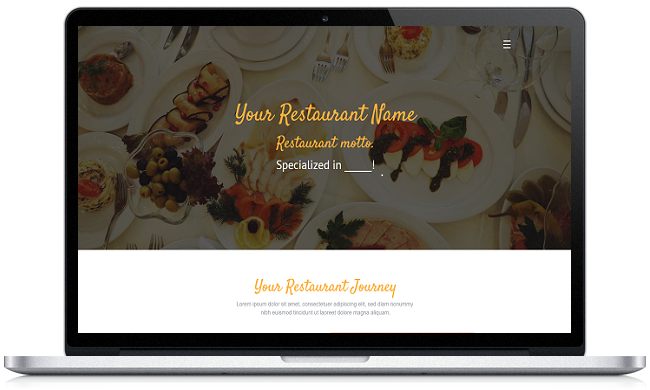 Your Restaurant Name
Restaurant motto.
Specialized in _____!
Your Restaurant Journey
Lorem ipsum dolor sit amet, consectetuer adipiscing elit, sed diam nonummy
nibh euismod tincidunt ut laoreet dolore magna aliquam.